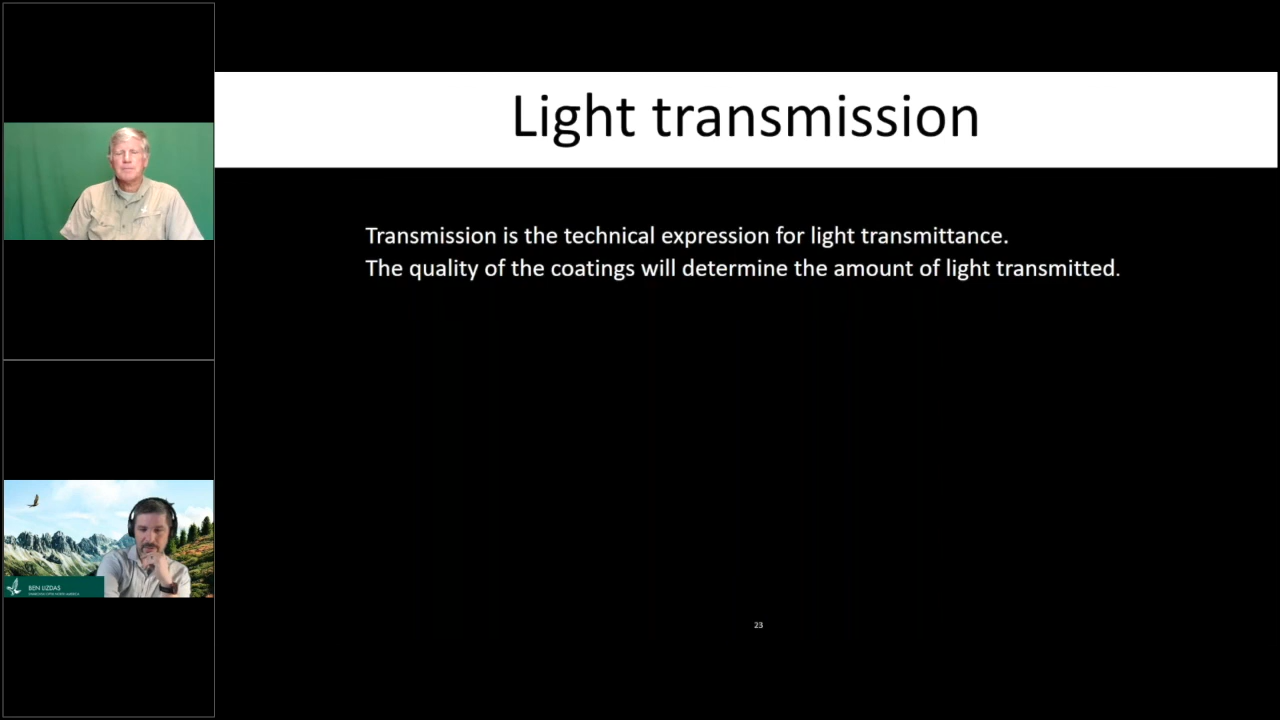 Light transmission
Transmission is the technical expression for light transmittance.
The quality of the coatings will determine the amount of light transmitted.
BEN LIZDAS
23